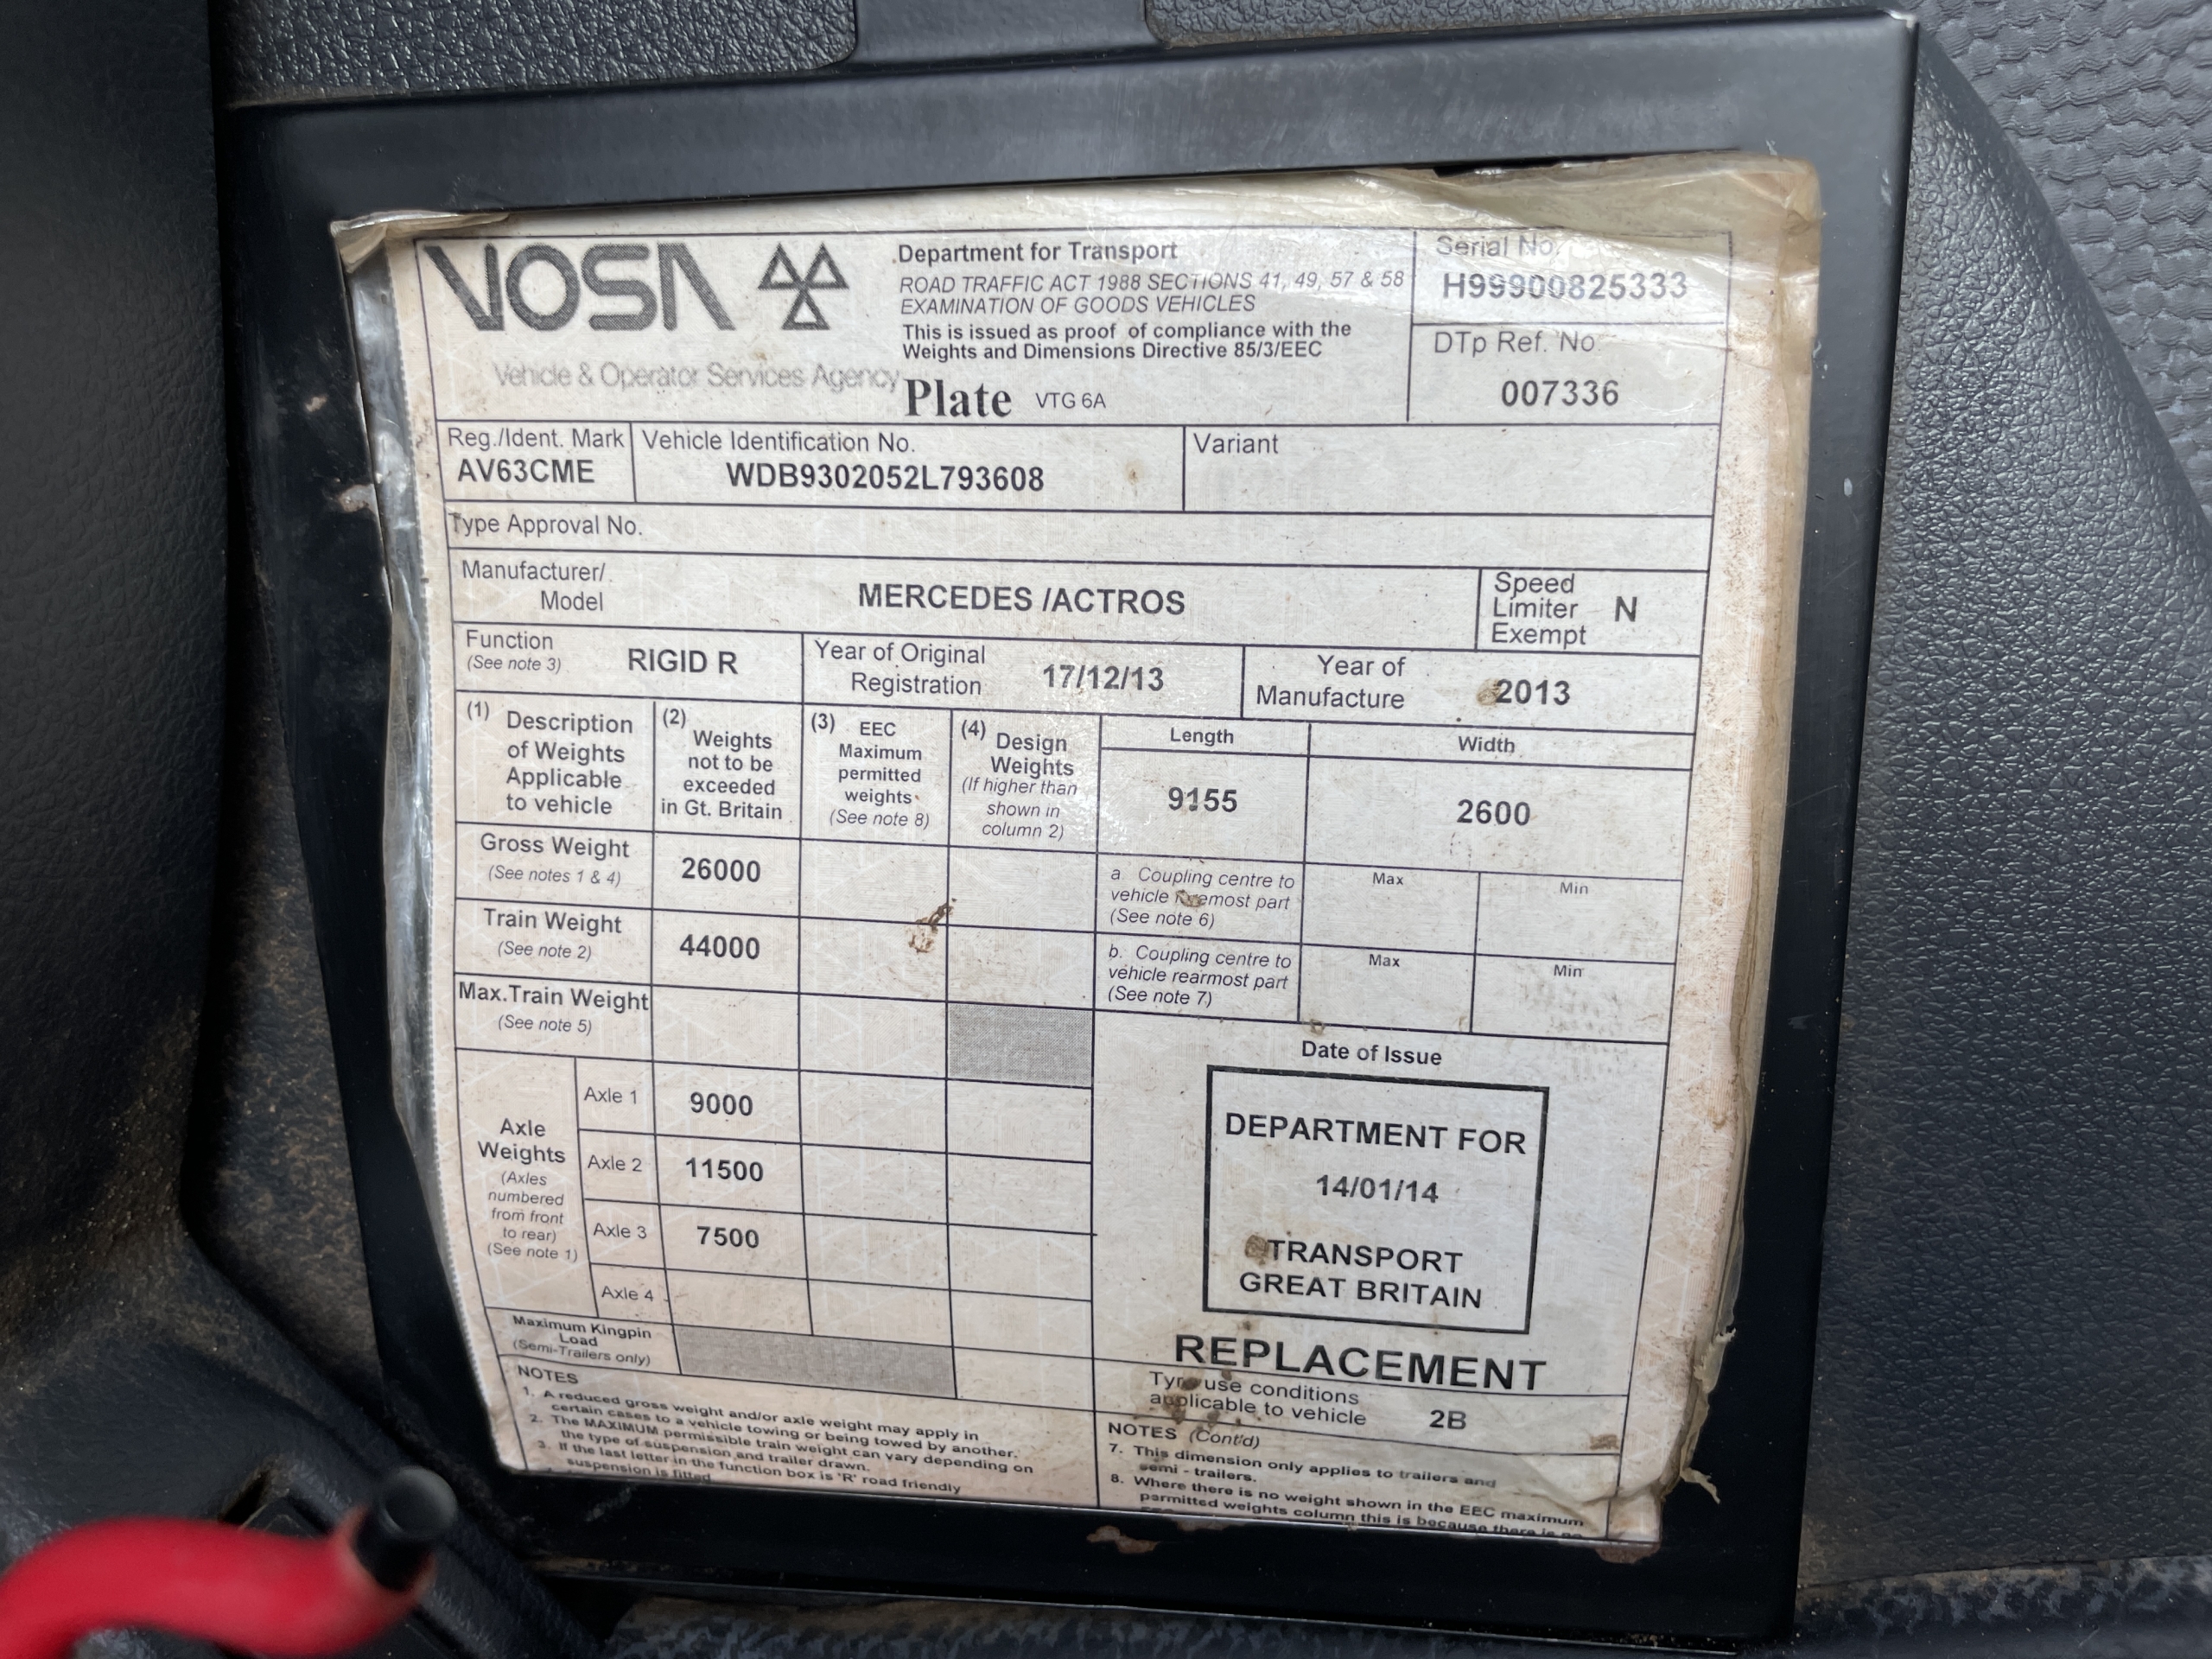 VOSA
Vehicle & Operator Services Agency
Department for Transport
ROAD TRAFFIC ACT 1988 SECTIONS 41, 49, 57 & 58
EXAMINATION OF GOODS VEHICLES
This is issued as proof of compliance with the
Weights and Dimensions Directive 85/3/EEC
Plate VTG 6A
Serial No.
H99900825333
DTp Ref. No.
007336
Reg./Ident. Mark
AV63CME
Vehicle Identification No.
WDB9302052L793608
Variant
Type Approval No.
Manufacturer/
Model
MERCEDES /ACTROS
Speed
Limiter
Exempt
N
Function
(See note 3)
RIGID R
Year of Original
Registration
17/12/13
Year of
Manufacture
2013
(1) Description
of Weights
Applicable
to vehicle
(2) Weights
not to be
exceeded
in Gt. Britain
(3) EEC
Maximum
permitted
weights
(See note 8)
(4) Design
Weights
(If higher than
shown in
column 2)
Length
9155
Width
2600
Gross Weight
(See notes 1 & 4)
26000
a Coupling centre to
vehicle foremost part
(See note 6)
Max
Min
Train Weight
(See note 2)
44000
b. Coupling centre to
vehicle rearmost part
(See note 7)
Max
Min
Max.Train Weight
(See note 5)
Axle
Weights
(Axles
numbered
from front
to rear)
(See note 1)
Axle 1 9000
Axle 2 11500
Axle 3 7500
Axle 4
Maximum Kingpin
Load
(Semi-Trailers only)
Date of Issue
DEPARTMENT FOR
14/01/14
TRANSPORT
GREAT BRITAIN
REPLACEMENT
Tyre use conditions
applicable to vehicle
2B
NOTES
1. A reduced gross weight and/or axle weight may apply in
certain cases to a vehicle towing or being towed by another.
2. The MAXIMUM permissible train weight can vary depending on
the type of suspension and trailer drawn.
3. If the last letter in the function box is 'R' road friendly
suspension is fitted
NOTES (Cont'd)
7. This dimension only applies to trailers and
semi - trailers.
8. Where there is no weight shown in the EEC maximum
permitted weights column this is because there is no